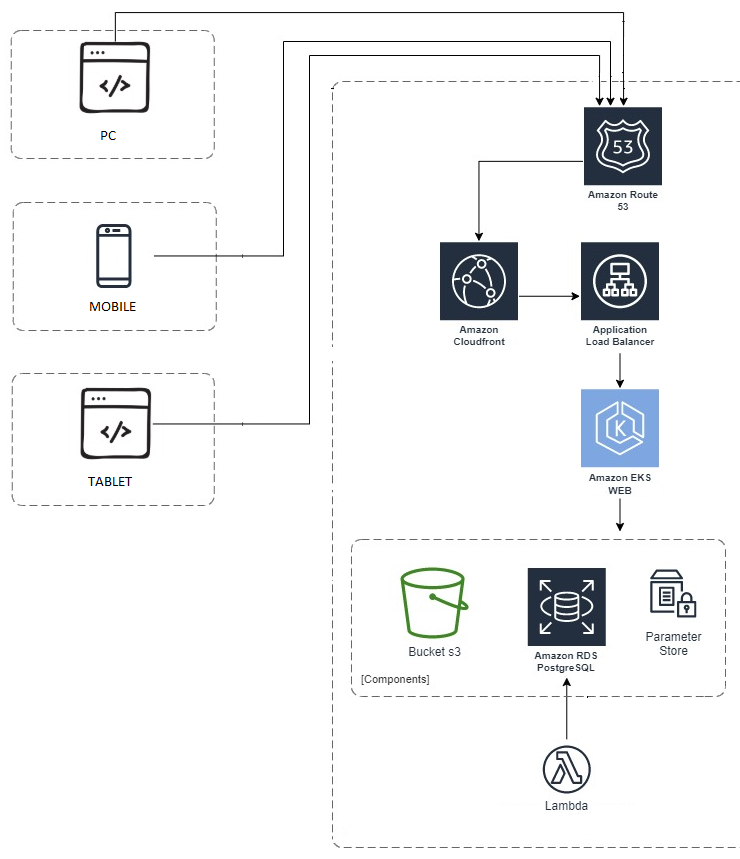 PC
53
Amazon Route
53
MOBILE
Amazon
Cloudfront
Application
Load Balancer
TABLET
K
Amazon EKS
WEB
Bucket s3
Amazon RDS
PostgreSQL
Parameter
Store
[Components]
Lambda